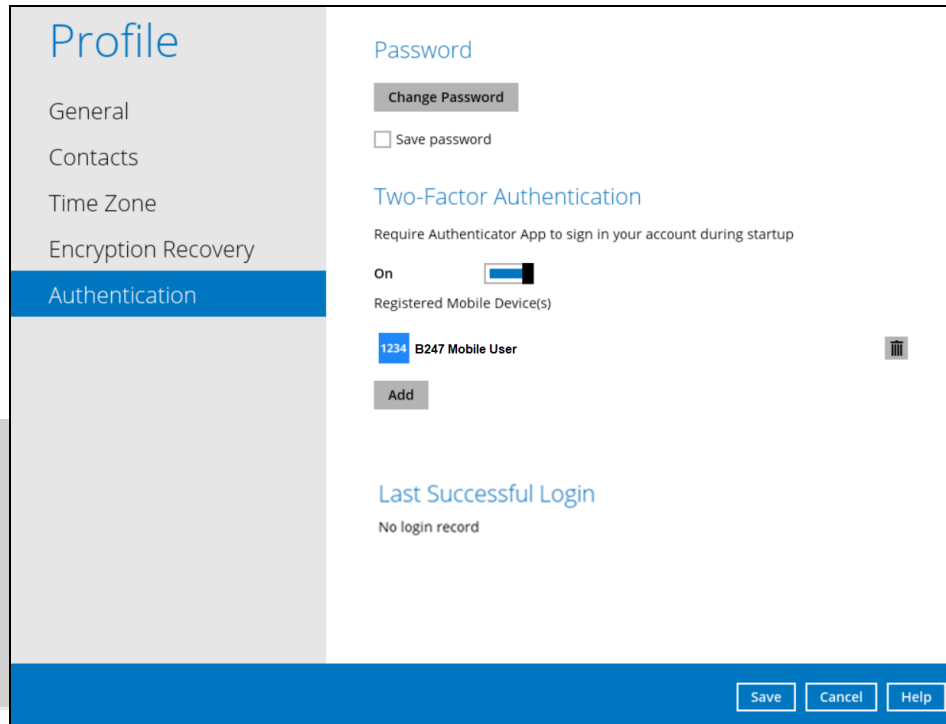 Profile
General
Contacts
Time Zone
Encryption Recovery
Authentication
Password
Change Password
Save password
Two-Factor Authentication
Require Authenticator App to sign in your account during startup
On
Registered Mobile Device(s)
1234 B247 Mobile User
Add
Last Successful Login
No login record
Save Cancel Help